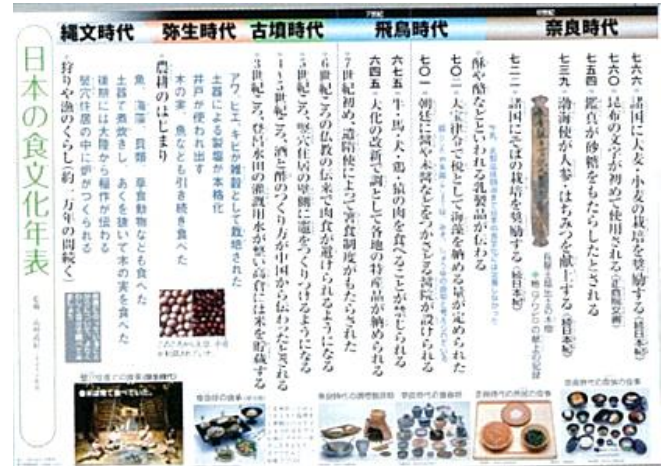 日本の食文化年表
縄文時代
弥生時代
古墳時代
飛鳥時代
奈良時代
狩りや漁のくらし(約一万年の間続く)
竪穴住居の中に炉がつくられる
後期には大陸から稲作が伝わる
土器で煮炊きし あくを抜いて木の実を食べた
魚、海藻、貝類、草食動物なども食べた
農耕のはじまり
木の実、魚なども引き続き食べた
井戸が使われ出す
土器による製塩が本格化
アワ、ヒエ、キビが雑穀として栽培された
3世紀ごろ、登呂水田の灌漑用水が整い高倉には米を貯蔵する
4〜5世紀ごろ、酒と酢のつくり方が中国から伝わったとされる
5世紀ごろ、竪穴住居の壁側に竈をつくりつけるようになる
6世紀ごろの仏教の伝来で肉食が避けられるようになる
7世紀初め、遣隋使によって箸食制度がもたらされた
六四五 大化の改新で調として各地の特産品が納められる
六七五 牛・馬・犬・鶏・猿の肉を食べることが禁じられる
七〇一 朝廷に醤や未醤などをつかさどる醤院が設けられる
七〇一 大宝律令で税として海藻を納める量が定められた
酥や酪などといわれる乳製品が伝わる
七二二 諸国にそばの栽培を奨励する(続日本紀)
七三九 渤海使が人参・はちみつを献上する(続日本紀)
七五四 鑑真が砂糖をもたらしたとされる
七六〇 昆布の文字が初めて使用される(正倉院文書)
七六六 諸国に大麦・小麦の栽培を奨励する(続日本紀)